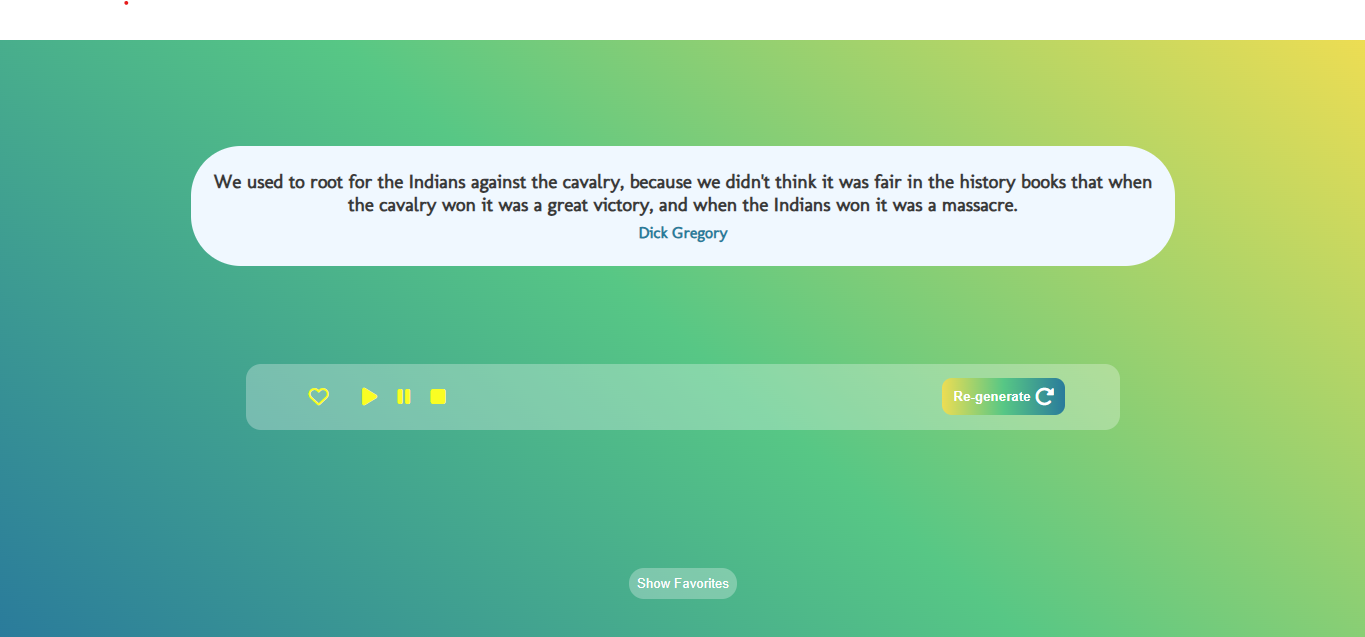 We used to root for the Indians against the cavalry, because we didn't think it was fair in the history books that when
the cavalry won it was a great victory, and when the Indians won it was a massacre.
Dick Gregory
Re-generate
Show Favorites